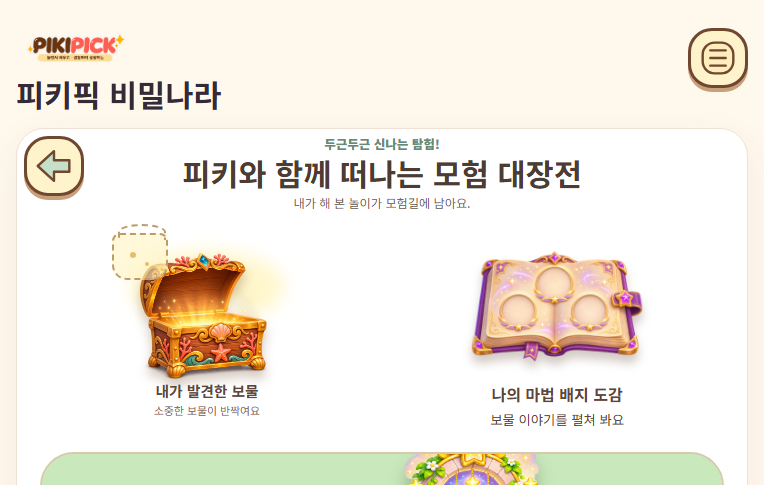 PIKIPICK
피키픽 비밀나라
두근두근 신나는 탐험!
피키와 함께 떠나는 모험 대장전
내가 해 본 놀이가 모험길에 남아요.
내가 발견한 보물
소중한 보물이 반짝여요
나의 마법 배지 도감
보물 이야기를 펼쳐 봐요